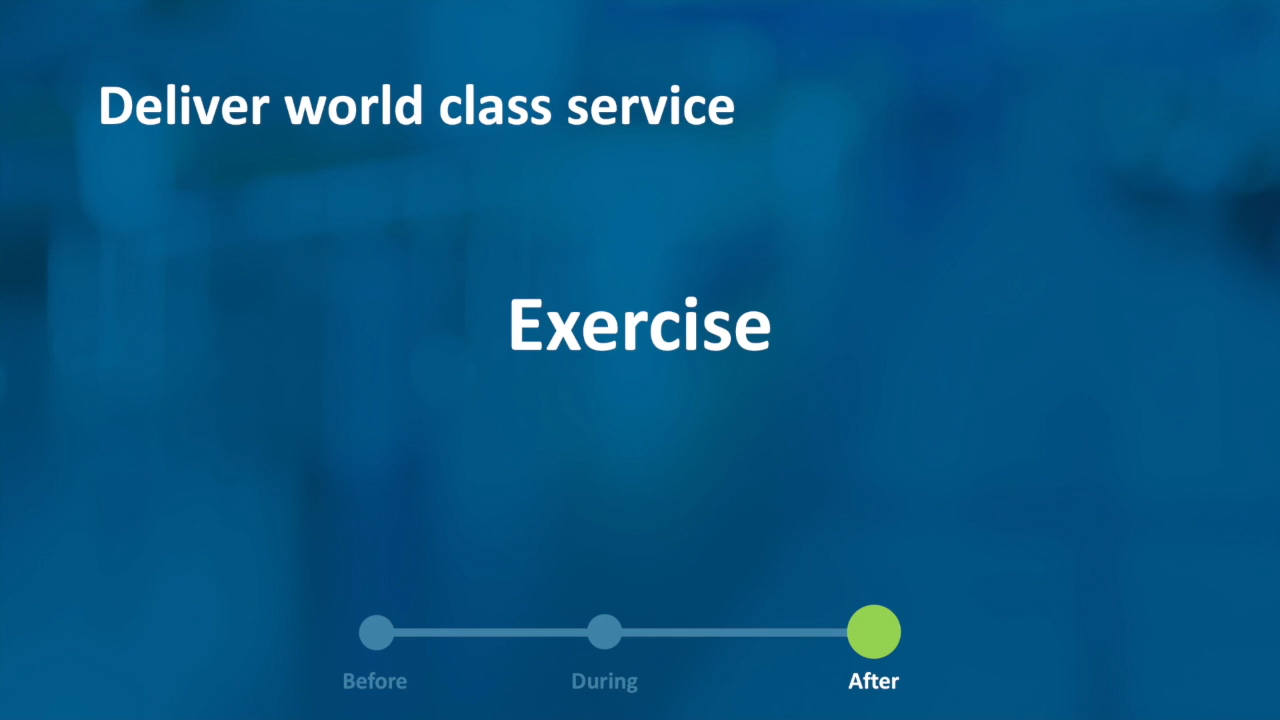 Deliver world class service
Exercise
Before
During
After